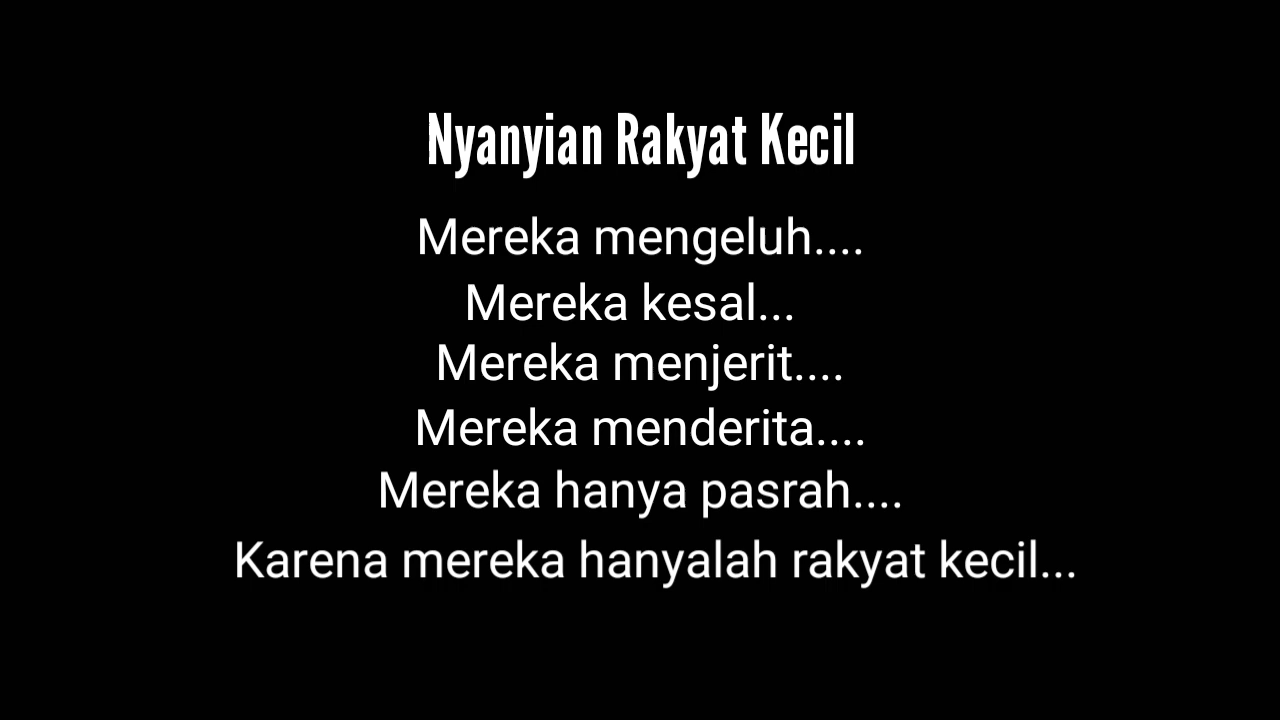 Nyanyian Rakyat Kecil
Mereka mengeluh....
Mereka kesal...
Mereka menjerit....
Mereka menderita....
Mereka hanya pasrah....
Karena mereka hanyalah rakyat kecil...